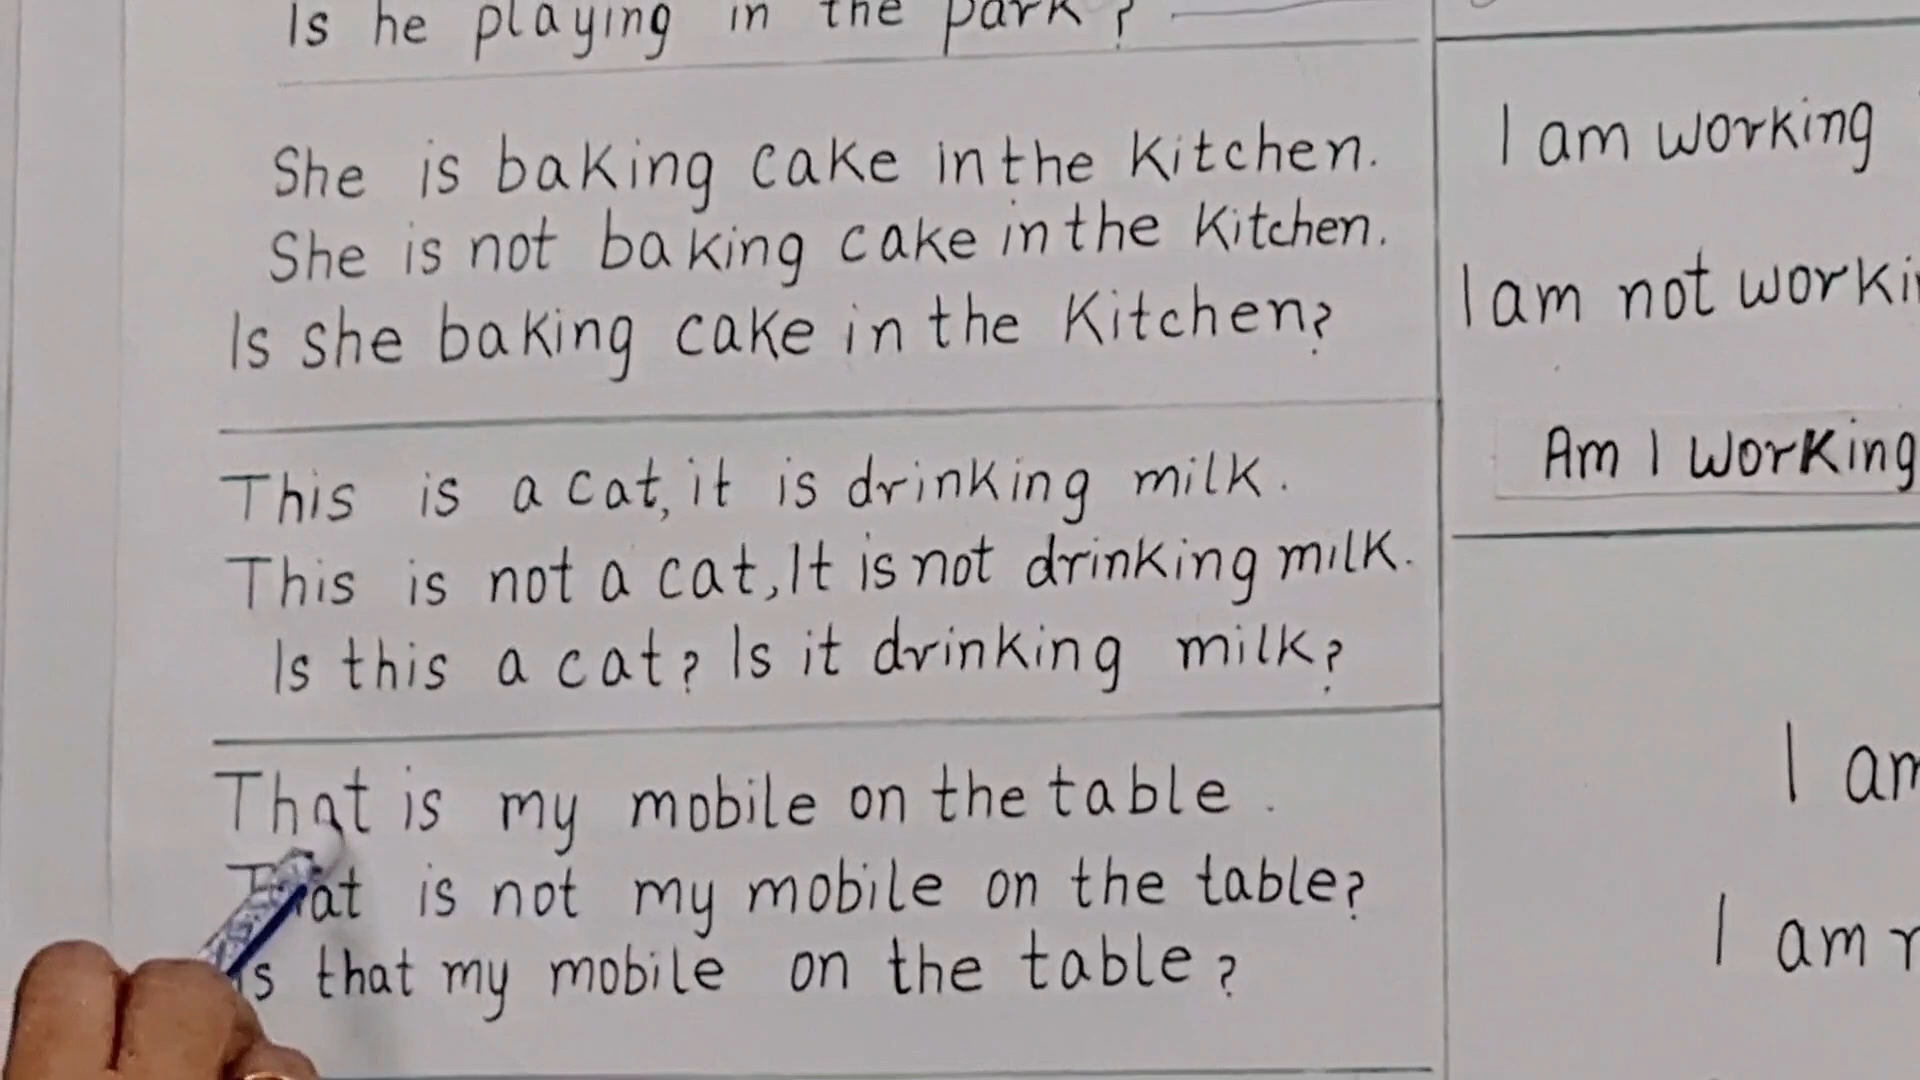 Is he playing in the park?
She is baking cake in the Kitchen.
She is not baking cake in the Kitchen.
Is she baking cake in the Kitchen?
This is a cat, it is drinking milk.
This is not a cat, It is not drinking milk.
Is this a cat? Is it drinking milk?
That is my mobile on the table.
That is not my mobile on the table?
Is that my mobile on the table?
I am working
I am not worki
Am I working
I am
I am